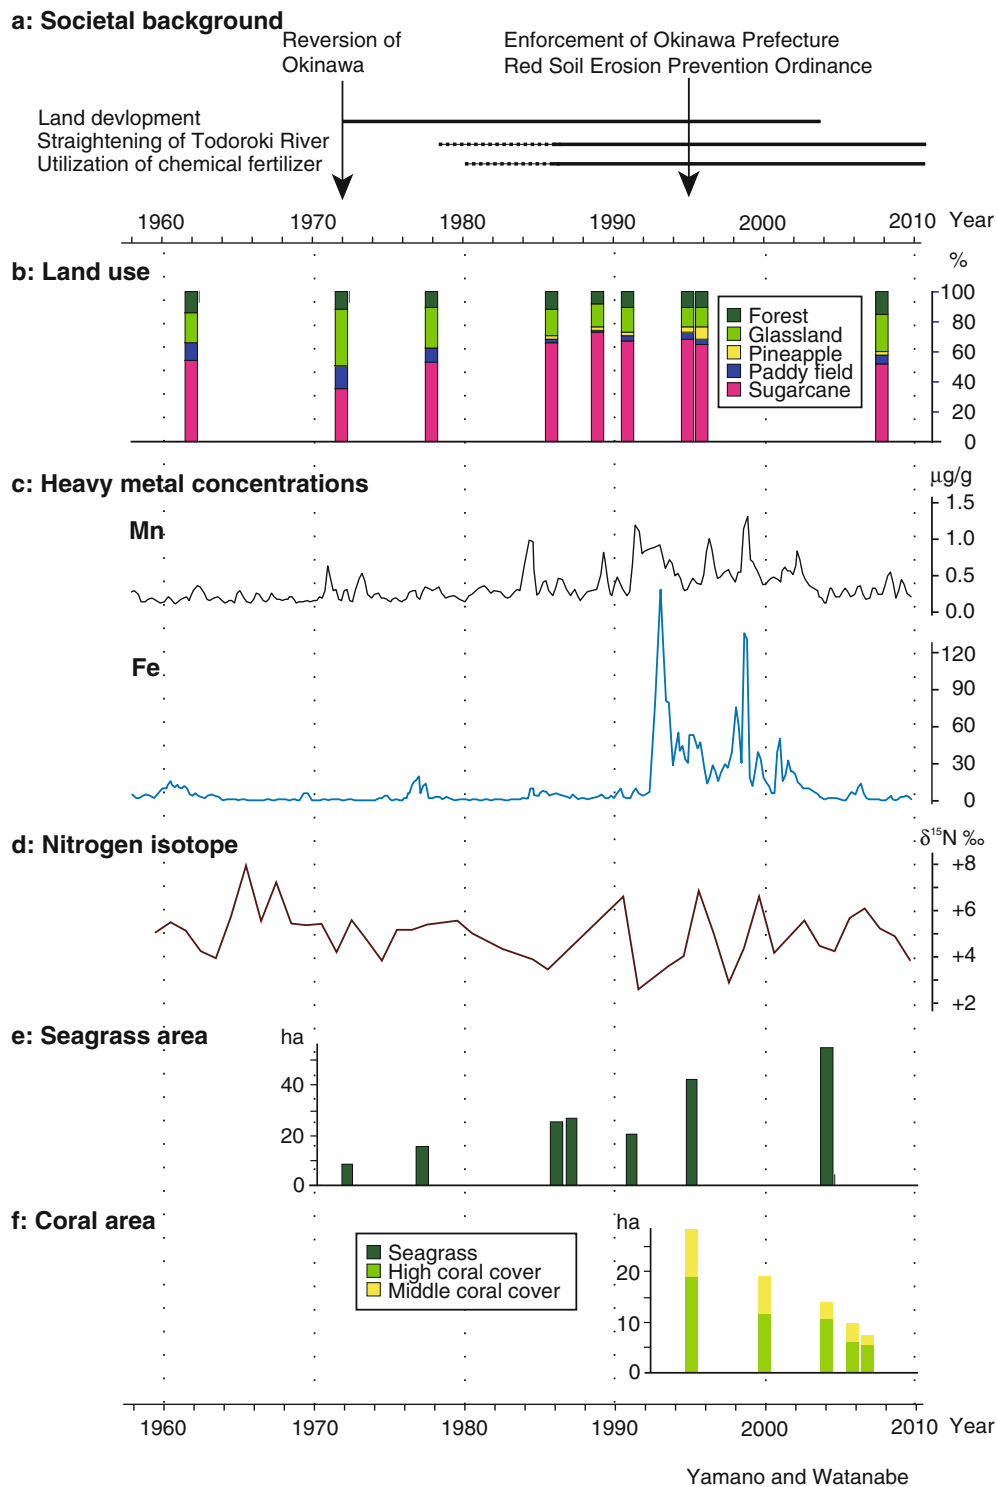 a: Societal background
Reversion of
Okinawa
Enforcement of Okinawa Prefecture
Red Soil Erosion Prevention Ordinance
Land devlopment
Straightening of Todoroki River
Utilization of chemical fertilizer
1960 1970 1980 1990 2000 2010 Year
b: Land use
%
100
80
60
40
20
0
Forest
Glassland
Pineapple
Paddy field
Sugarcane
c: Heavy metal concentrations
µg/g
Mn
1.5
1.0
0.5
0.0
Fe
120
90
60
30
0
d: Nitrogen isotope
δ¹⁵N ‰
+8
+6
+4
+2
e: Seagrass area
ha
40
20
0
f: Coral area
ha
20
10
0
Seagrass
High coral cover
Middle coral cover
1960 1970 1980 1990 2000 2010 Year
Yamano and Watanabe